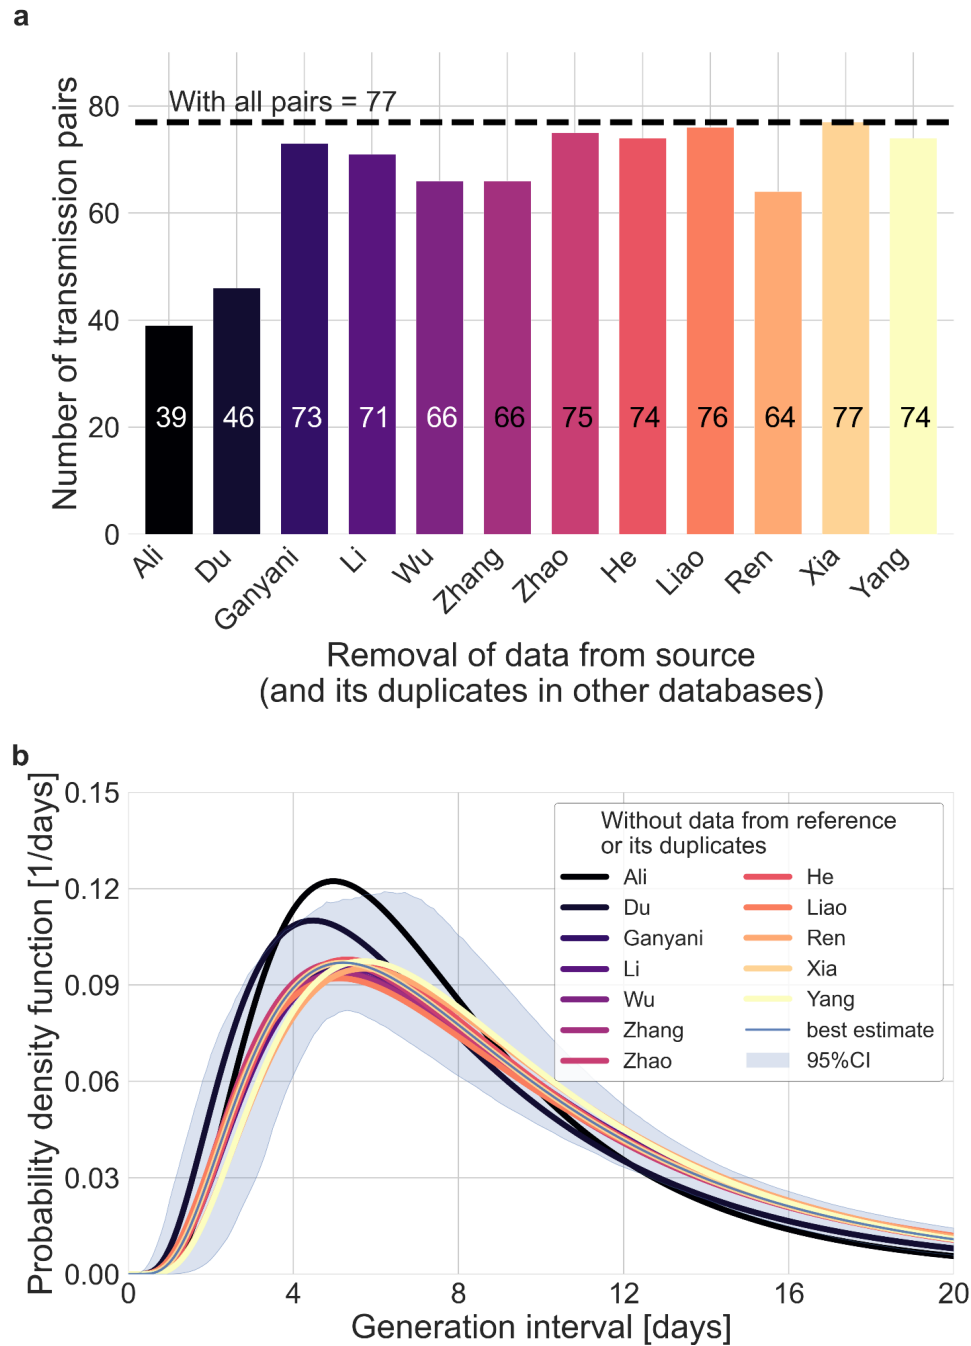 a
With all pairs = 77
Number of transmission pairs
80
60
40
20
0
39
46
73
71
66
66
75
74
76
64
77
74
Ali
Du
Ganyani
Li
Wu
Zhang
Zhao
He
Liao
Ren
Xia
Yang
Removal of data from source
(and its duplicates in other databases)
b
Probability density function [1/days]
0.15
0.12
0.09
0.06
0.03
0.00
Without data from reference
or its duplicates
Ali
Du
Ganyani
Li
Wu
Zhang
Zhao
He
Liao
Ren
Xia
Yang
best estimate
95%CI
0
4
8
12
16
20
Generation interval [days]